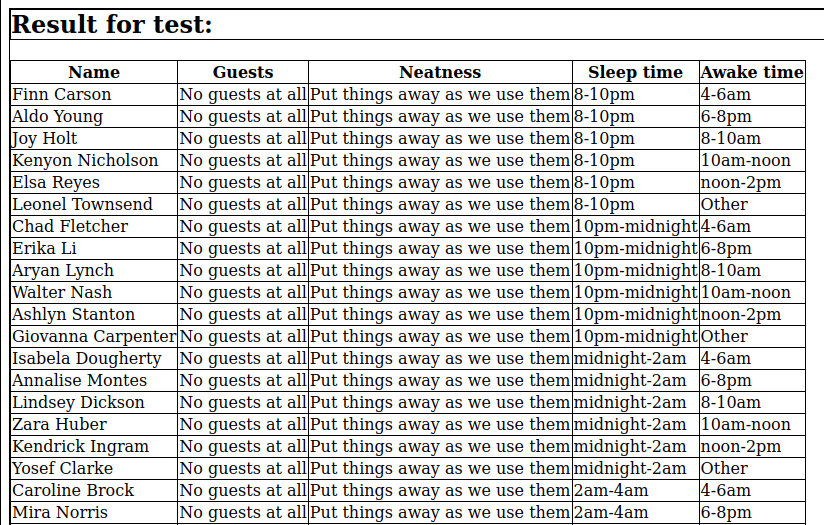 Result for test:
Name Guests Neatness Sleep time Awake time
Finn Carson No guests at all Put things away as we use them 8-10pm 4-6am
Aldo Young No guests at all Put things away as we use them 8-10pm 6-8pm
Joy Holt No guests at all Put things away as we use them 8-10pm 8-10am
Kenyon Nicholson No guests at all Put things away as we use them 8-10pm 10am-noon
Elsa Reyes No guests at all Put things away as we use them 8-10pm noon-2pm
Leonel Townsend No guests at all Put things away as we use them 8-10pm Other
Chad Fletcher No guests at all Put things away as we use them 10pm-midnight 4-6am
Erika Li No guests at all Put things away as we use them 10pm-midnight 6-8pm
Aryan Lynch No guests at all Put things away as we use them 10pm-midnight 8-10am
Walter Nash No guests at all Put things away as we use them 10pm-midnight 10am-noon
Ashlyn Stanton No guests at all Put things away as we use them 10pm-midnight noon-2pm
Giovanna Carpenter No guests at all Put things away as we use them 10pm-midnight Other
Isabela Dougherty No guests at all Put things away as we use them midnight-2am 4-6am
Annalise Montes No guests at all Put things away as we use them midnight-2am 6-8pm
Lindsey Dickson No guests at all Put things away as we use them midnight-2am 8-10am
Zara Huber No guests at all Put things away as we use them midnight-2am 10am-noon
Kendrick Ingram No guests at all Put things away as we use them midnight-2am noon-2pm
Yosef Clarke No guests at all Put things away as we use them midnight-2am Other
Caroline Brock No guests at all Put things away as we use them 2am-4am 4-6am
Mira Norris No guests at all Put things away as we use them 2am-4am 6-8pm